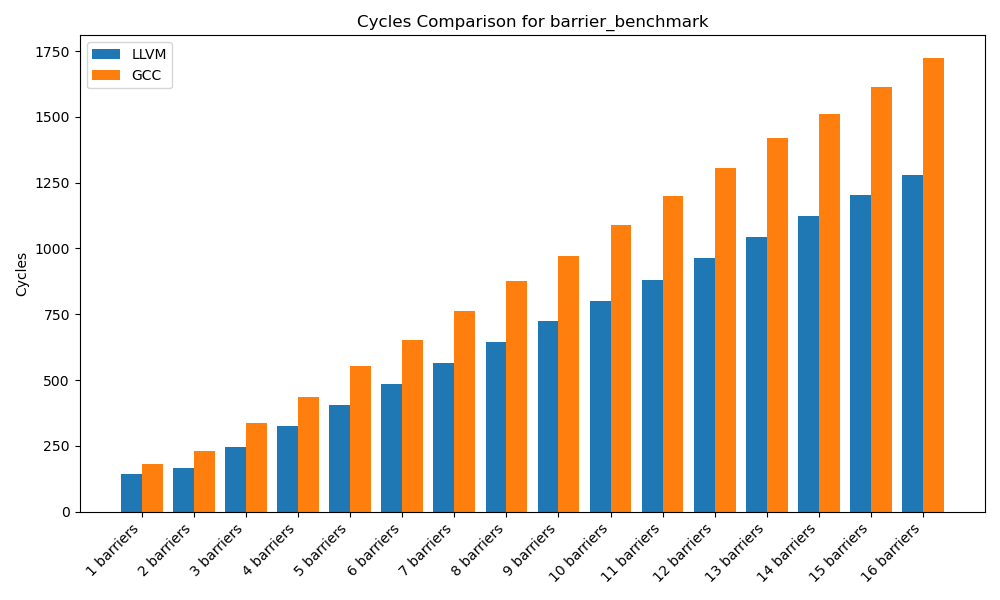 Cycles Comparison for barrier_benchmark
LLVM
GCC
Cycles
1750
1500
1250
1000
750
500
250
0
1 barriers
2 barriers
3 barriers
4 barriers
5 barriers
6 barriers
7 barriers
8 barriers
9 barriers
10 barriers
11 barriers
12 barriers
13 barriers
14 barriers
15 barriers
16 barriers